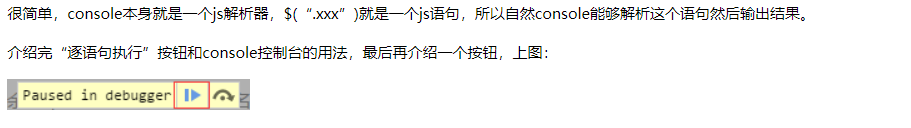 很简单，console本身就是一个js解析器，$(“.xxx”)就是一个js语句，所以自然console能够解析这个语句然后输出结果。
介绍完“逐语句执行”按钮和console控制台的用法，最后再介绍一个按钮，上图：
Paused in debugger